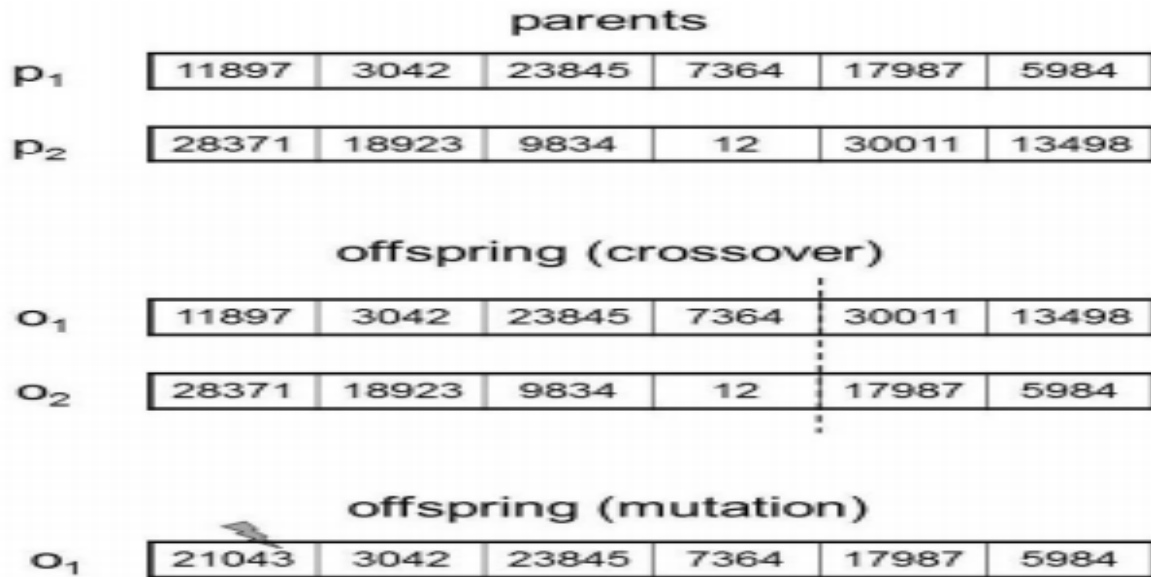 parents
p₁ 11897 3042 23845 7364 17987 5984
p₂ 28371 18923 9834 12 30011 13498
offspring (crossover)
o₁ 11897 3042 23845 7364 30011 13498
o₂ 28371 18923 9834 12 17987 5984
offspring (mutation)
o₁ 21043 3042 23845 7364 17987 5984